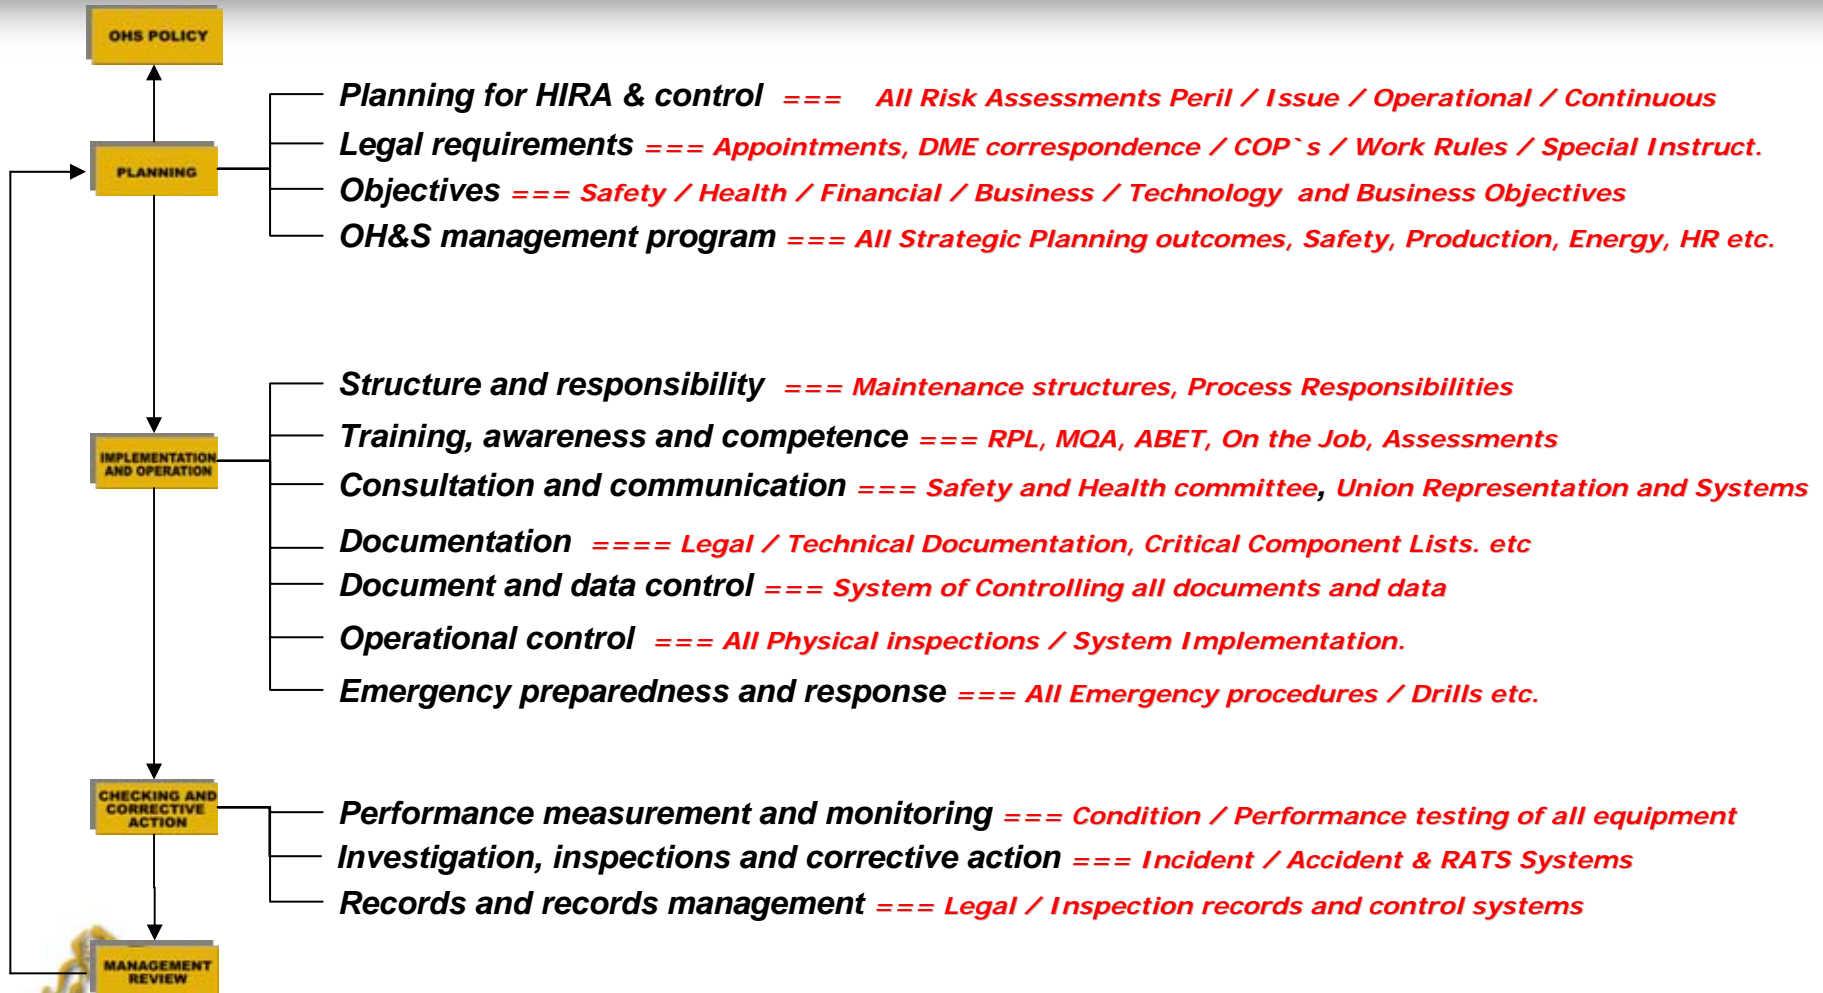 OHS POLICY
Planning for HIRA & control === All Risk Assessments Peril / Issue / Operational / Continuous
Legal requirements === Appointments, DME correspondence / COP`s / Work Rules / Special Instruct.
PLANNING
Objectives === Safety / Health / Financial / Business / Technology and Business Objectives
OH&S management program === All Strategic Planning outcomes, Safety, Production, Energy, HR etc.
Structure and responsibility === Maintenance structures, Process Responsibilities
Training, awareness and competence === RPL, MQA, ABET, On the Job, Assessments
IMPLEMENTATION
AND OPERATION
Consultation and communication === Safety and Health committee, Union Representation and Systems
Documentation ==== Legal / Technical Documentation, Critical Component Lists. etc
Document and data control === System of Controlling all documents and data
Operational control === All Physical inspections / System Implementation.
Emergency preparedness and response === All Emergency procedures / Drills etc.
CHECKING AND
CORRECTIVE
ACTION
Performance measurement and monitoring === Condition / Performance testing of all equipment
Investigation, inspections and corrective action === Incident / Accident & RATS Systems
Records and records management === Legal / Inspection records and control systems
MANAGEMENT
REVIEW